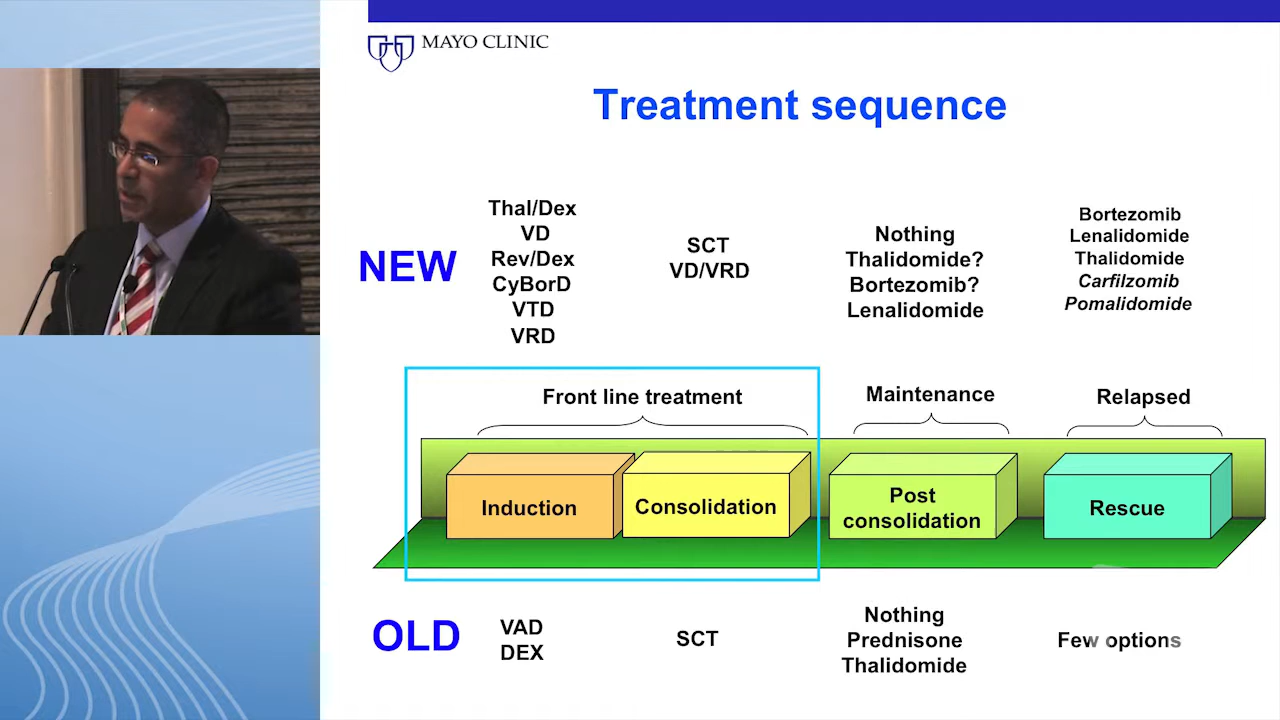 MAYO CLINIC
Treatment sequence
NEW
Thal/Dex
VD
Rev/Dex
CyBorD
VTD
VRD
SCT
VD/VRD
Nothing
Thalidomide?
Bortezomib?
Lenalidomide
Bortezomib
Lenalidomide
Thalidomide
Carfilzomib
Pomalidomide
Front line treatment
Maintenance
Relapsed
Induction
Consolidation
Post
consolidation
Rescue
OLD
VAD
DEX
SCT
Nothing
Prednisone
Thalidomide
Few options